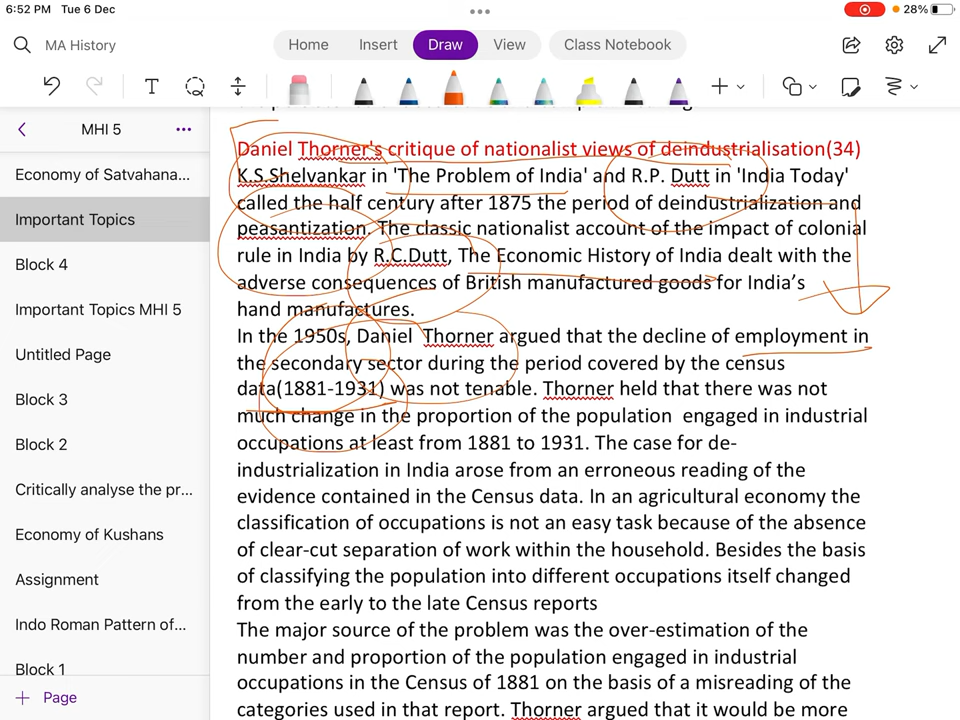 6:52 PM Tue 6 Dec
28%
MA History
Home Insert Draw View Class Notebook
T
MHI 5
Economy of Satvahana...
Important Topics
Block 4
Important Topics MHI 5
Untitled Page
Block 3
Block 2
Critically analyse the pr...
Economy of Kushans
Assignment
Indo Roman Pattern of...
Block 1
+ Page
Daniel Thorner's critique of nationalist views of deindustrialisation(34)
K.S.Shelvankar in 'The Problem of India' and R.P. Dutt in 'India Today'
called the half century after 1875 the period of deindustrialization and
peasantization. The classic nationalist account of the impact of colonial
rule in India by R.C.Dutt, The Economic History of India dealt with the
adverse consequences of British manufactured goods for India's
hand manufactures.
In the 1950s, Daniel Thorner argued that the decline of employment in
the secondary sector during the period covered by the census
data(1881-1931) was not tenable. Thorner held that there was not
much change in the proportion of the population engaged in industrial
occupations at least from 1881 to 1931. The case for de-
industrialization in India arose from an erroneous reading of the
evidence contained in the Census data. In an agricultural economy the
classification of occupations is not an easy task because of the absence
of clear-cut separation of work within the household. Besides the basis
of classifying the population into different occupations itself changed
from the early to the late Census reports
The major source of the problem was the over-estimation of the
number and proportion of the population engaged in industrial
occupations in the Census of 1881 on the basis of a misreading of the
categories used in that report. Thorner argued that it would be more